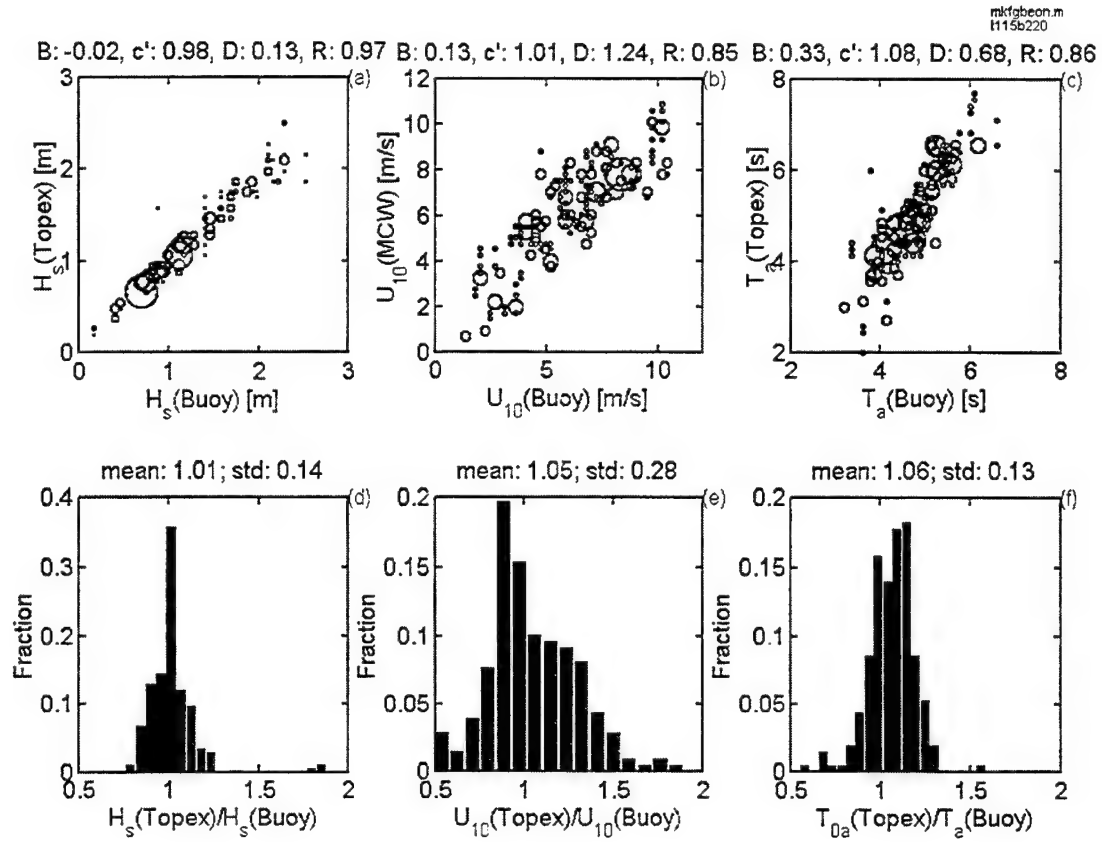 mkfgbeon.m
t115b220
B: -0.02, c': 0.98, D: 0.13, R: 0.97 B: 0.13, c': 1.01, D: 1.24, R: 0.85 B: 0.33, c': 1.08, D: 0.68, R: 0.86
(a)
3
2
1
0
0 1 2 3
H_s(Topex) [m]
H_s(Buoy) [m]
(b)
12
10
8
6
4
2
0
0 5 10
U_10(MCW) [m/s]
U_10(Buoy) [m/s]
(c)
8
6
4
2
2 4 6 8
T_a(Topex) [s]
T_a(Buoy) [s]
mean: 1.01; std: 0.14
(d)
0.4
0.3
0.2
0.1
0
0.5 1 1.5 2
Fraction
H_s(Topex)/H_s(Buoy)
mean: 1.05; std: 0.28
(e)
0.2
0.15
0.1
0.05
0
0.5 1 1.5 2
Fraction
U_10(Topex)/U_10(Buoy)
mean: 1.06; std: 0.13
(f)
0.2
0.15
0.1
0.05
0
0.5 1 1.5 2
Fraction
T_0a(Topex)/T_a(Buoy)